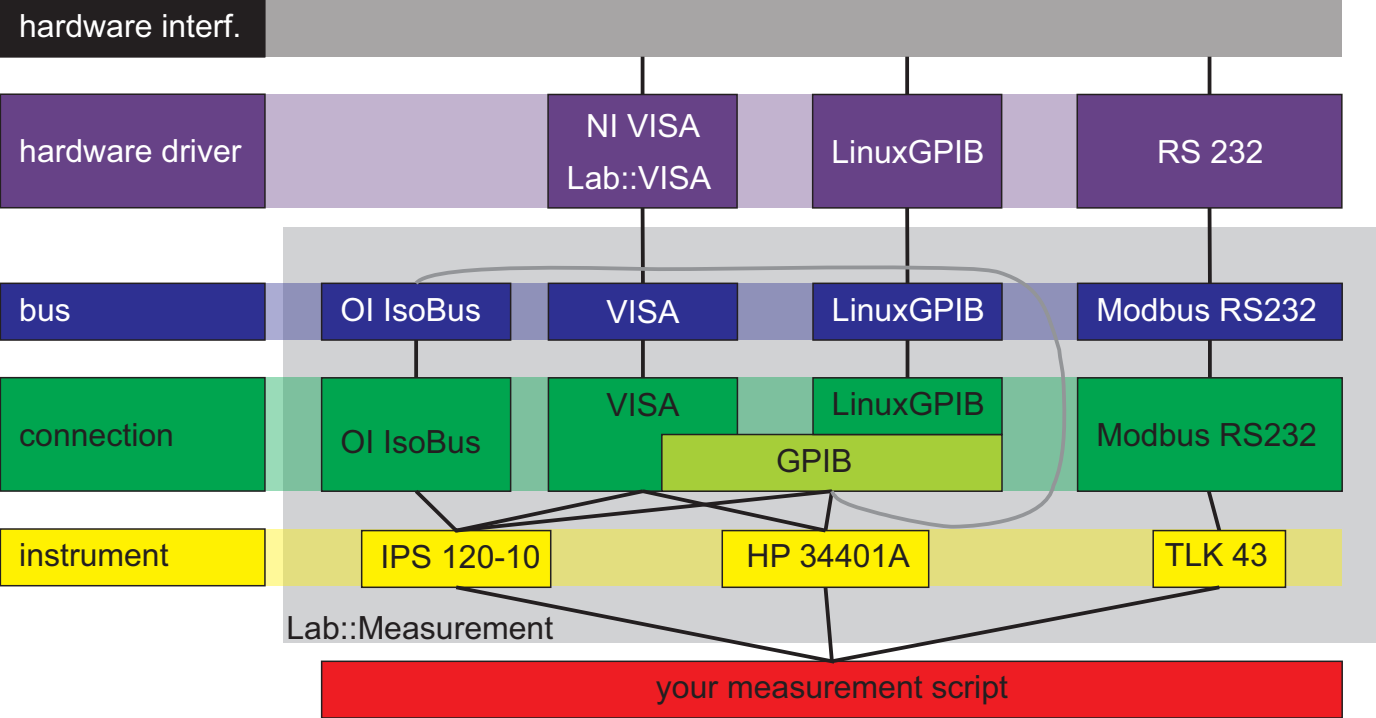 hardware interf.
hardware driver
NI VISA
Lab::VISA
LinuxGPIB
RS 232
bus
OI IsoBus
VISA
LinuxGPIB
Modbus RS232
connection
OI IsoBus
VISA
LinuxGPIB
GPIB
Modbus RS232
instrument
IPS 120-10
HP 34401A
TLK 43
Lab::Measurement
your measurement script